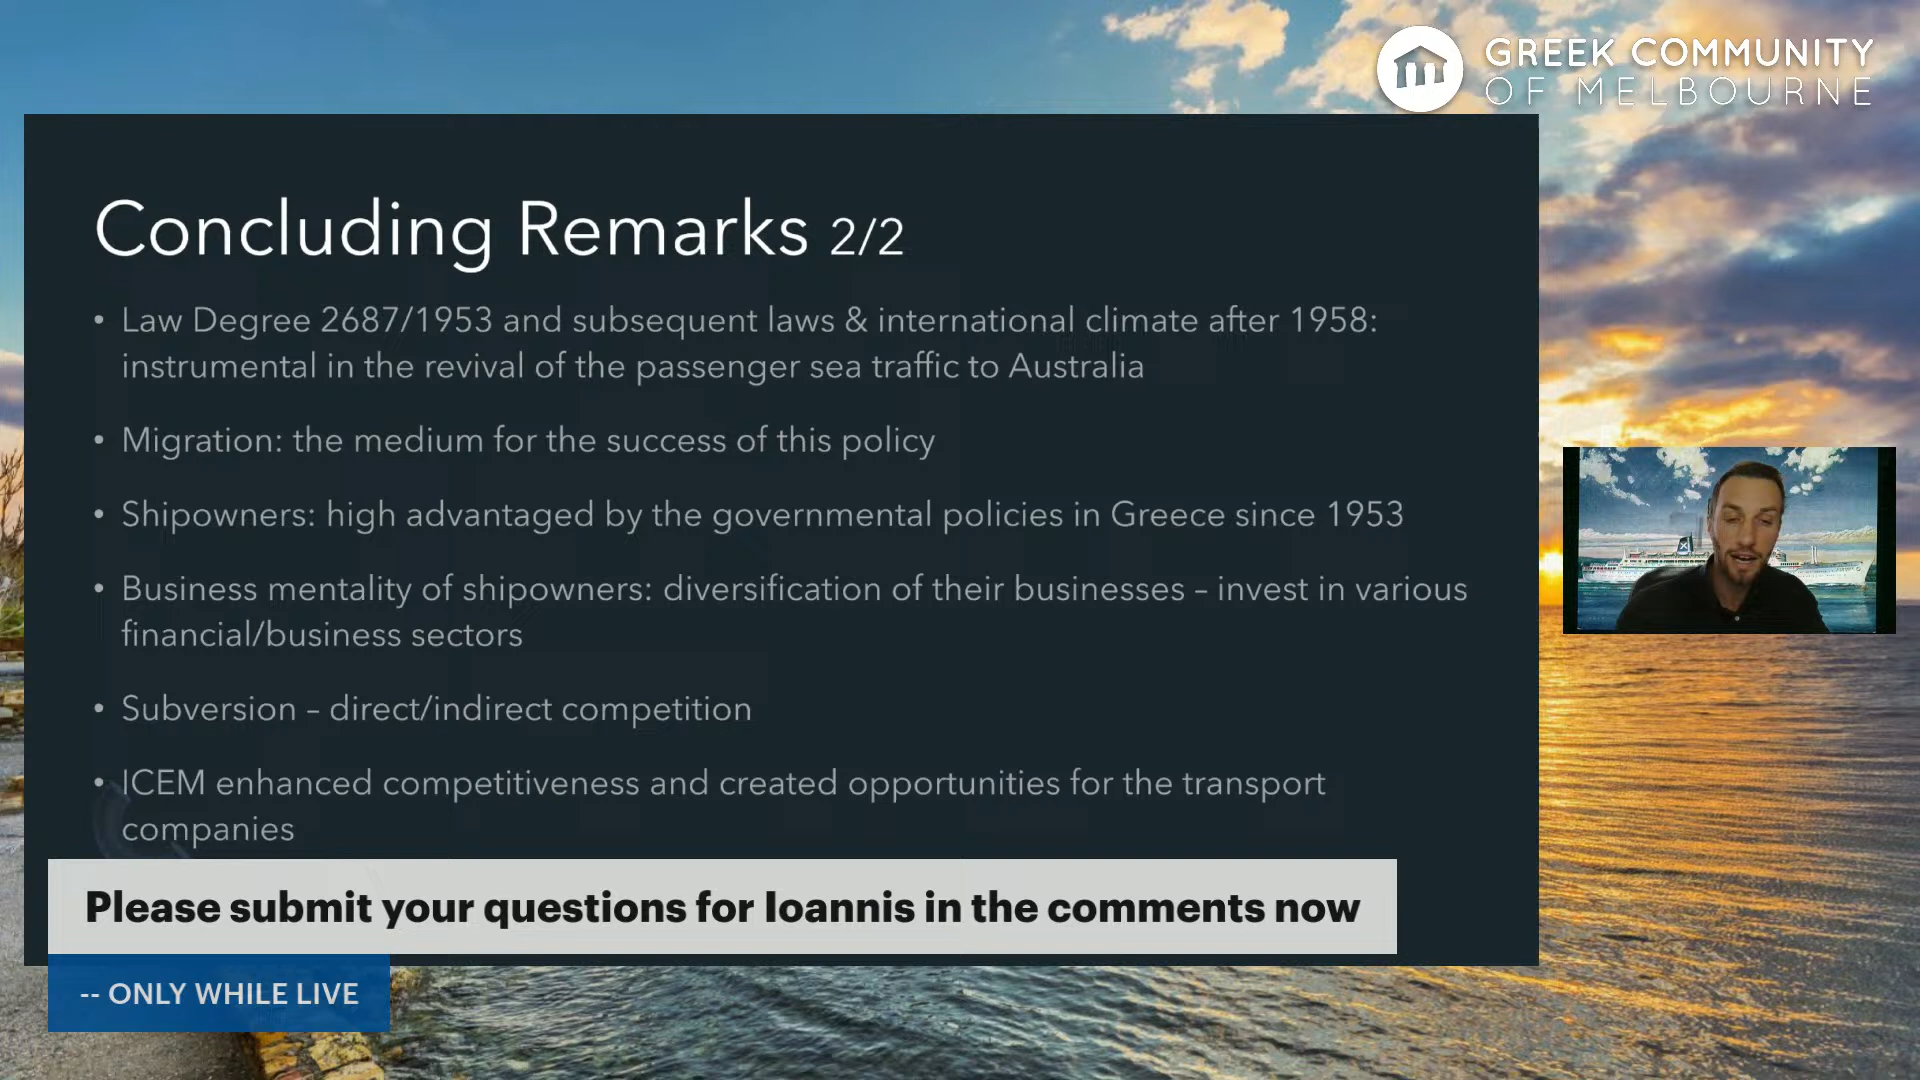 GREEK COMMUNITY
OF MELBOURNE
Concluding Remarks 2/2
• Law Degree 2687/1953 and subsequent laws & international climate after 1958:
instrumental in the revival of the passenger sea traffic to Australia
• Migration: the medium for the success of this policy
• Shipowners: high advantaged by the governmental policies in Greece since 1953
• Business mentality of shipowners: diversification of their businesses – invest in various
financial/business sectors
• Subversion – direct/indirect competition
• ICEM enhanced competitiveness and created opportunities for the transport
companies
Please submit your questions for Ioannis in the comments now
-- ONLY WHILE LIVE